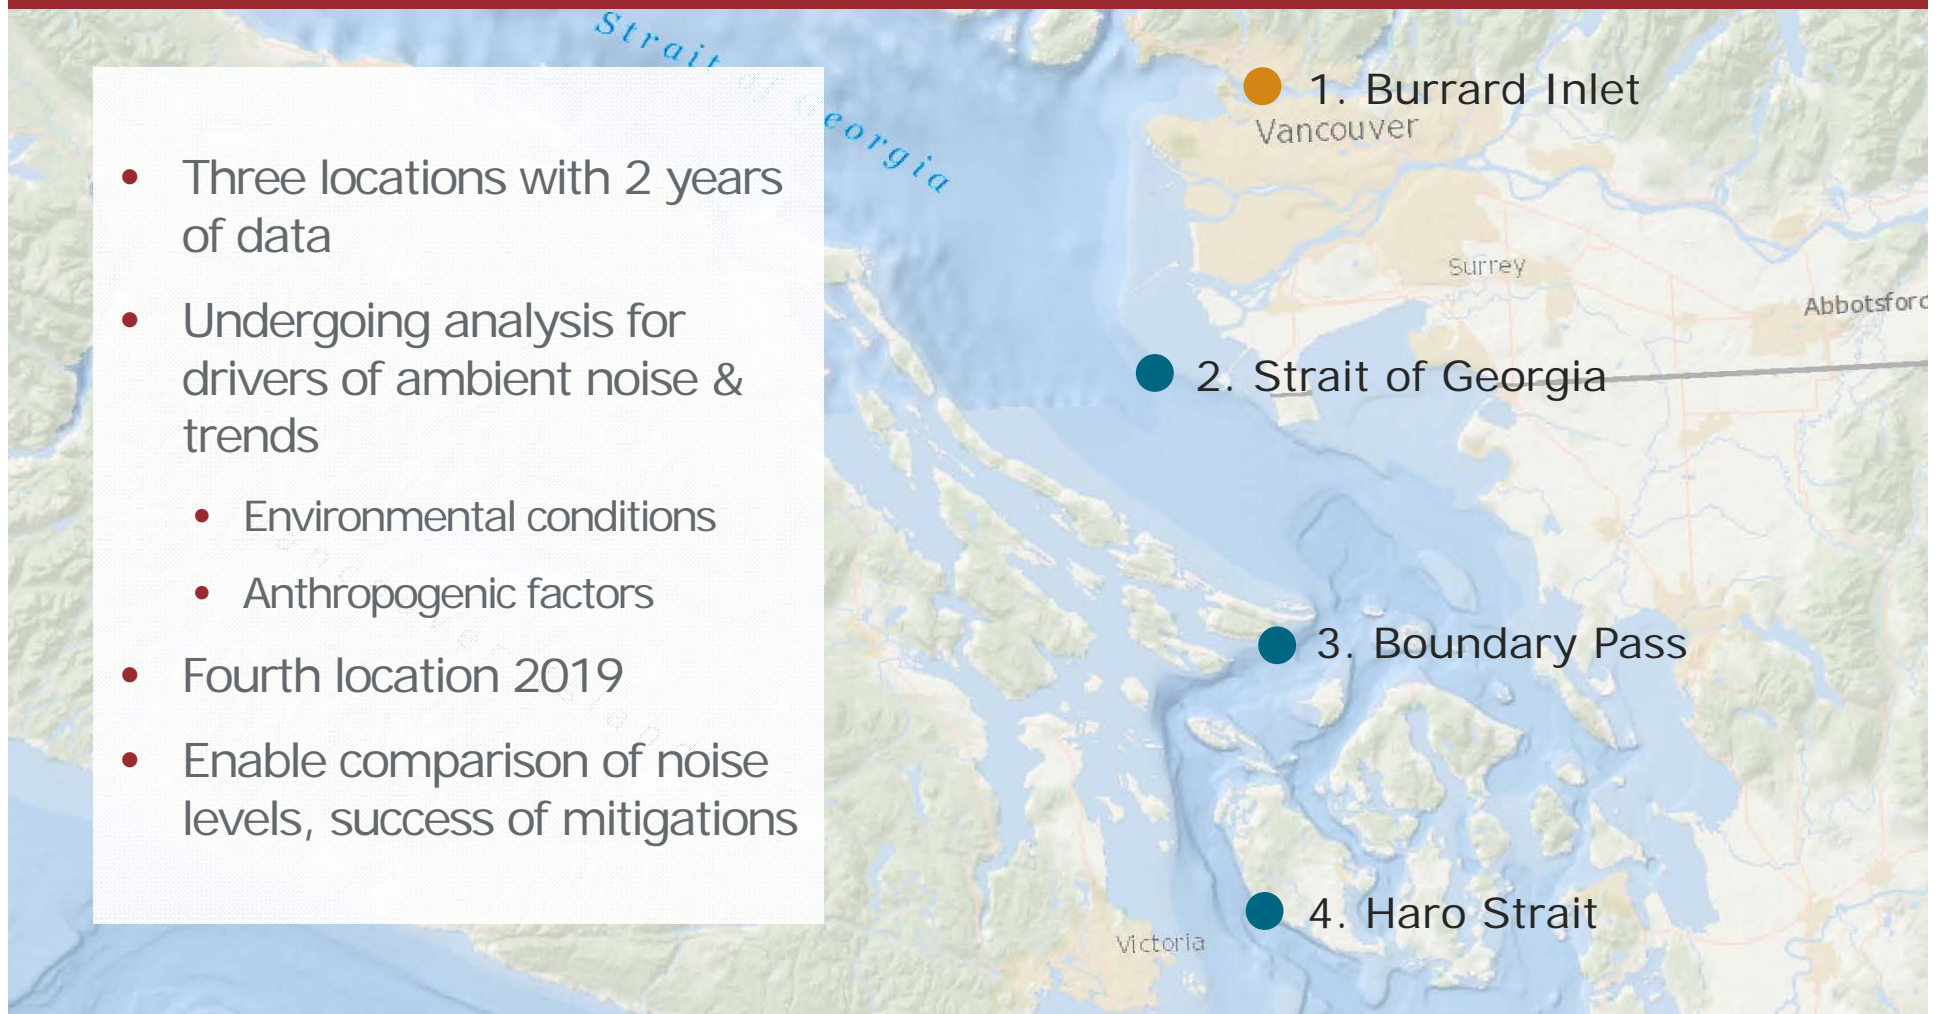 Strait of Georgia
• Three locations with 2 years
of data
• Undergoing analysis for
drivers of ambient noise &
trends
• Environmental conditions
• Anthropogenic factors
• Fourth location 2019
• Enable comparison of noise
levels, success of mitigations
1. Burrard Inlet
Vancouver
Surrey
Abbotsford
2. Strait of Georgia
3. Boundary Pass
4. Haro Strait
Victoria